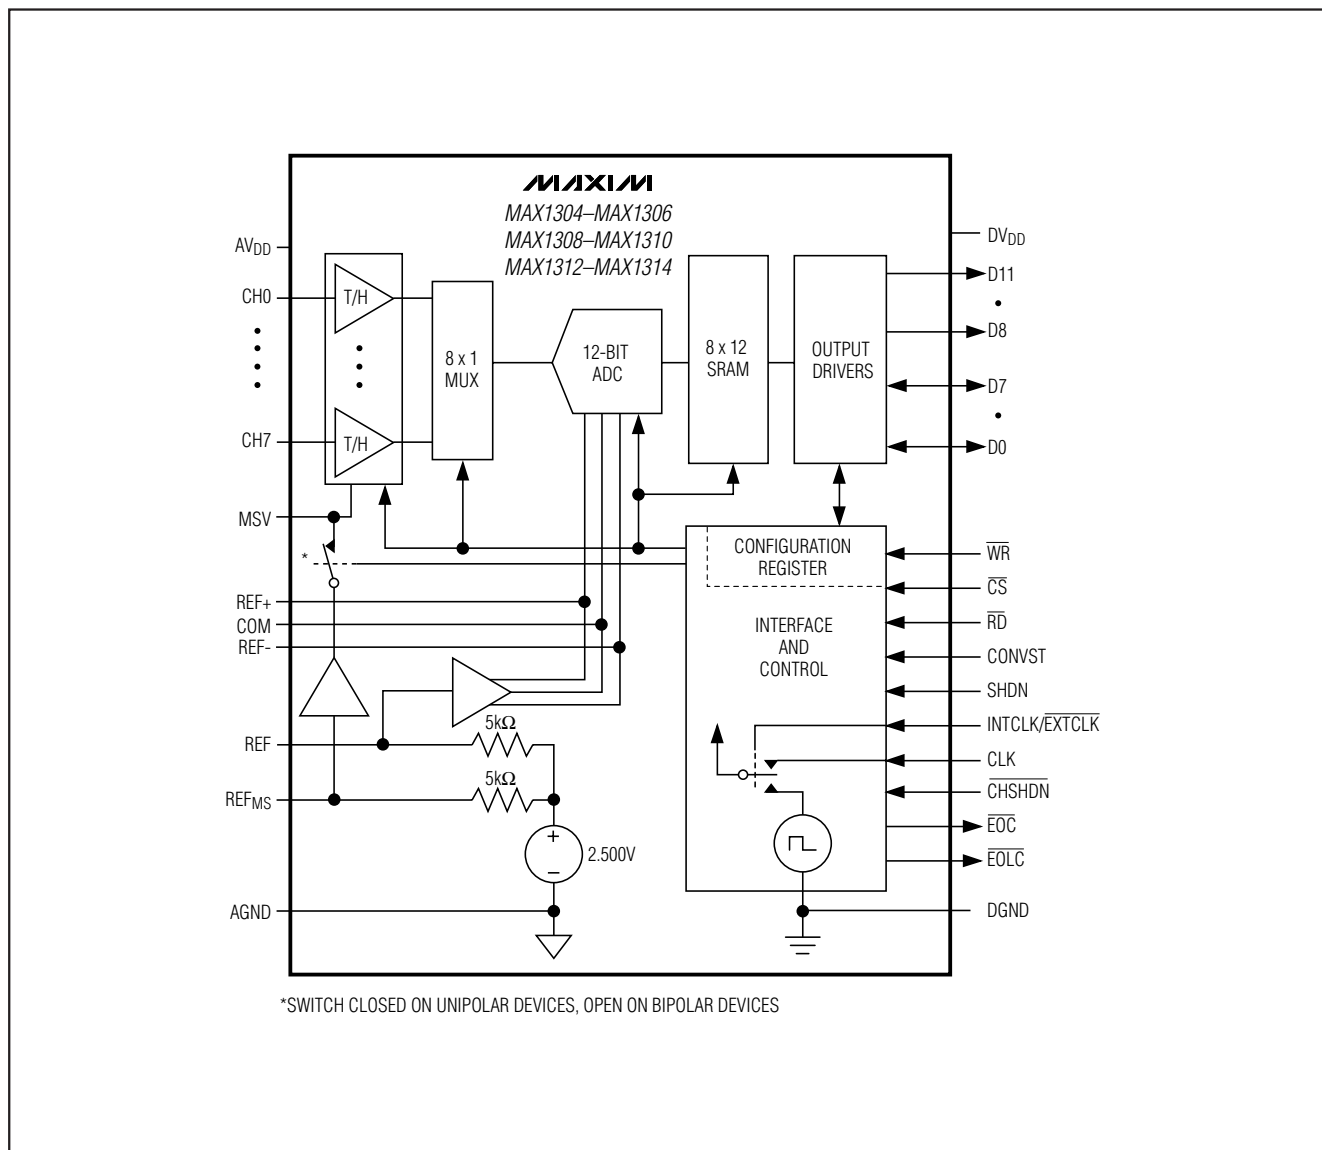 MAXIM
MAX1304–MAX1306
MAX1308–MAX1310
MAX1312–MAX1314
AVDD
DVDD
CH0
T/H
D11
D8
8 x 1
MUX
12-BIT
ADC
8 x 12
SRAM
OUTPUT
DRIVERS
D7
CH7
T/H
D0
MSV
*
CONFIGURATION
REGISTER
WR
CS
REF+
COM
REF-
INTERFACE
AND
CONTROL
RD
CONVST
SHDN
REF
5kΩ
INTCLK/EXTCLK
CLK
REFMS
5kΩ
CHSHDN
EOC
+
−
2.500V
EOLC
AGND
DGND
*SWITCH CLOSED ON UNIPOLAR DEVICES, OPEN ON BIPOLAR DEVICES